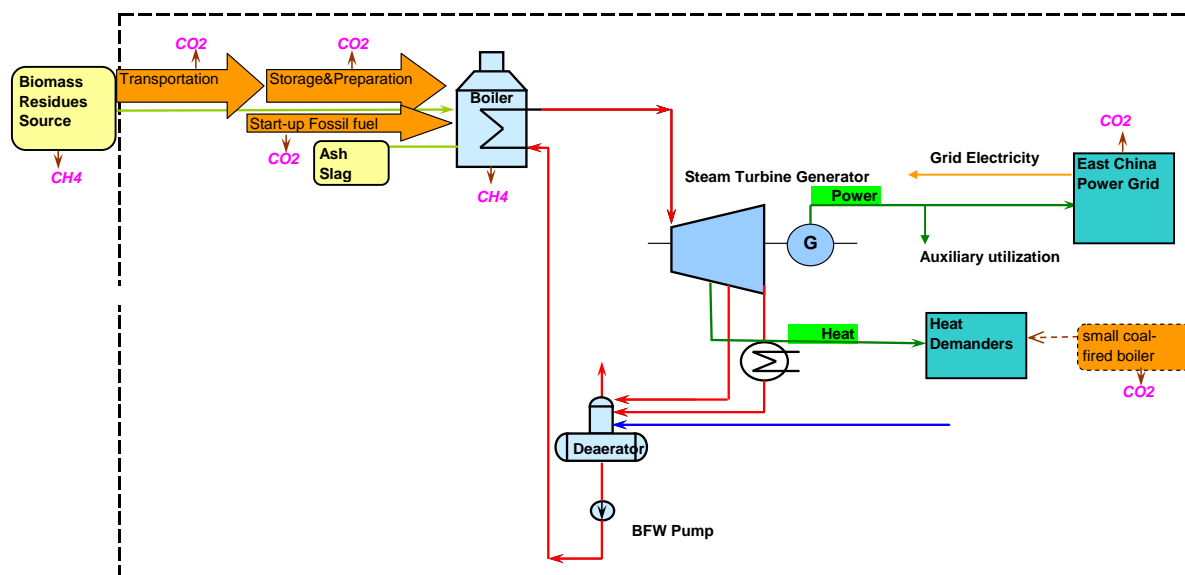 CO2
CO2
Biomass
Residues
Source
Transportation
Storage&Preparation
Boiler
Start-up Fossil fuel
CO2
Ash
Slag
CH4
CH4
CO2
Grid Electricity
East China
Power Grid
Steam Turbine Generator
Power
G
Auxiliary utilization
Heat
Heat
Demanders
small coal-
fired boiler
CO2
Deaerator
BFW Pump